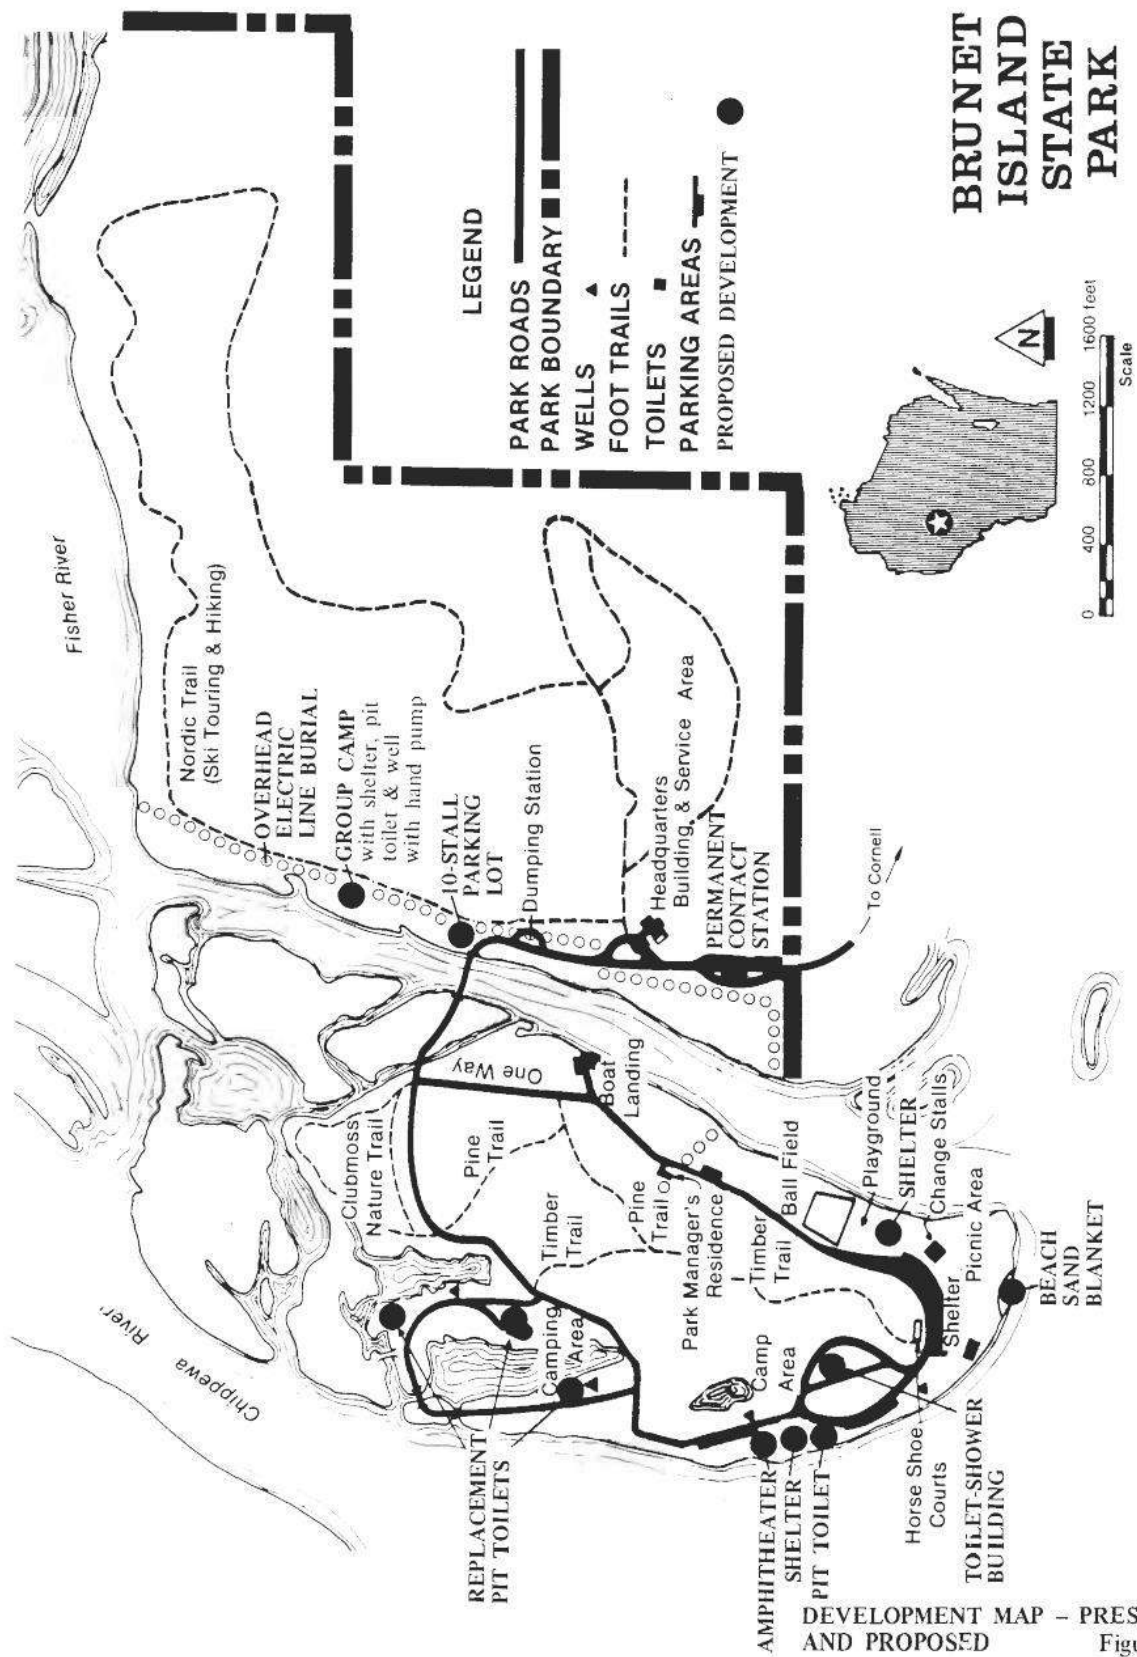 BRUNET
ISLAND
STATE
PARK
LEGEND
PARK ROADS
PARK BOUNDARY
WELLS
FOOT TRAILS
TOILETS
PARKING AREAS
PROPOSED DEVELOPMENT
N
0 400 800 1200 1600 feet
Scale
Fisher River
Nordic Trail
(Ski Touring & Hiking)
OVERHEAD
ELECTRIC
LINE BURIAL
GROUP CAMP
with shelter, pit
toilet & well
with hand pump
10-STALL
PARKING
LOT
Dumping Station
Headquarters
Building & Service Area
PERMANENT
CONTACT
STATION
To Cornell
One Way
Boat
Landing
Clubmoss
Nature Trail
Pine
Trail
Pine
Trail
Timber
Trail
Park Manager's
Residence
Timber
Trail
Ball Field
Playground
SHELTER
Change Stalls
Picnic Area
Shelter
BEACH
SAND
BLANKET
Chippewa River
Camping
Area
Camp
Area
REPLACEMENT
PIT TOILETS
AMPHITHEATER
SHELTER
PIT TOILET
Horse Shoe
Courts
TOILET-SHOWER
BUILDING
DEVELOPMENT MAP – PRES
AND PROPOSED Figu